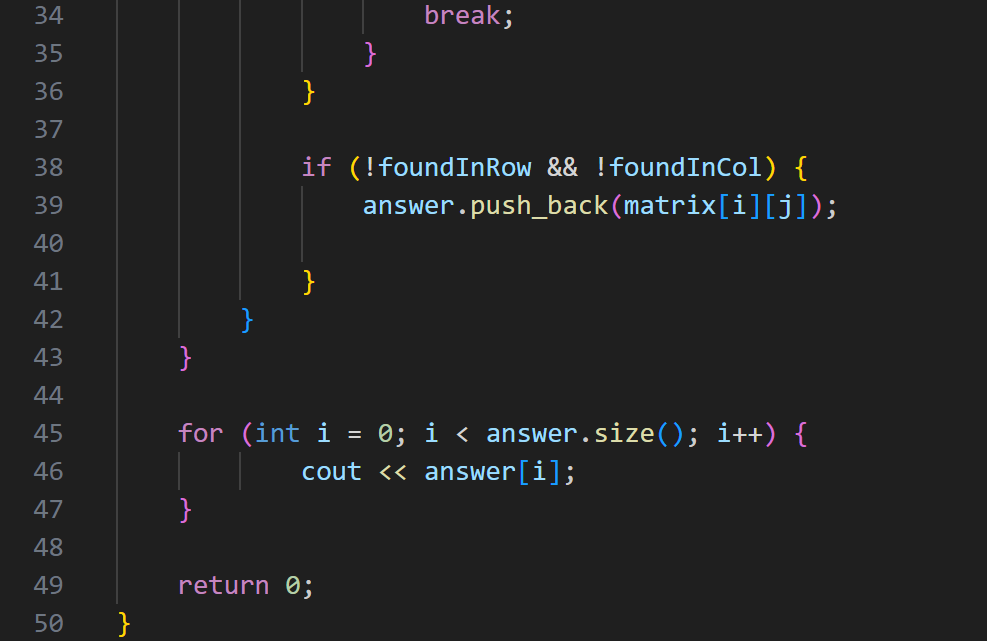 34                         break;
35                     }
36                 }
37
38                 if (!foundInRow && !foundInCol) {
39                     answer.push_back(matrix[i][j]);
40
41                 }
42             }
43         }
44
45         for (int i = 0; i < answer.size(); i++) {
46                 cout << answer[i];
47         }
48
49         return 0;
50     }